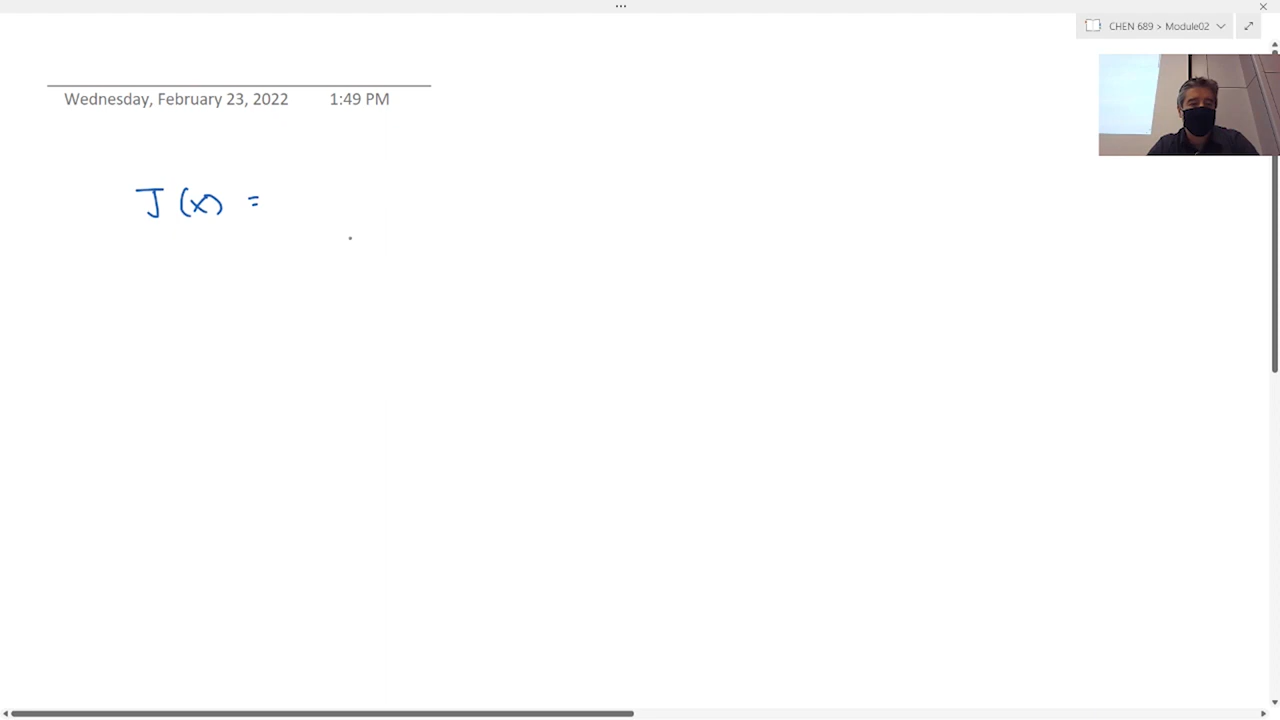 CHEN 689 > Module02
Wednesday, February 23, 2022 1:49 PM
J (x) =